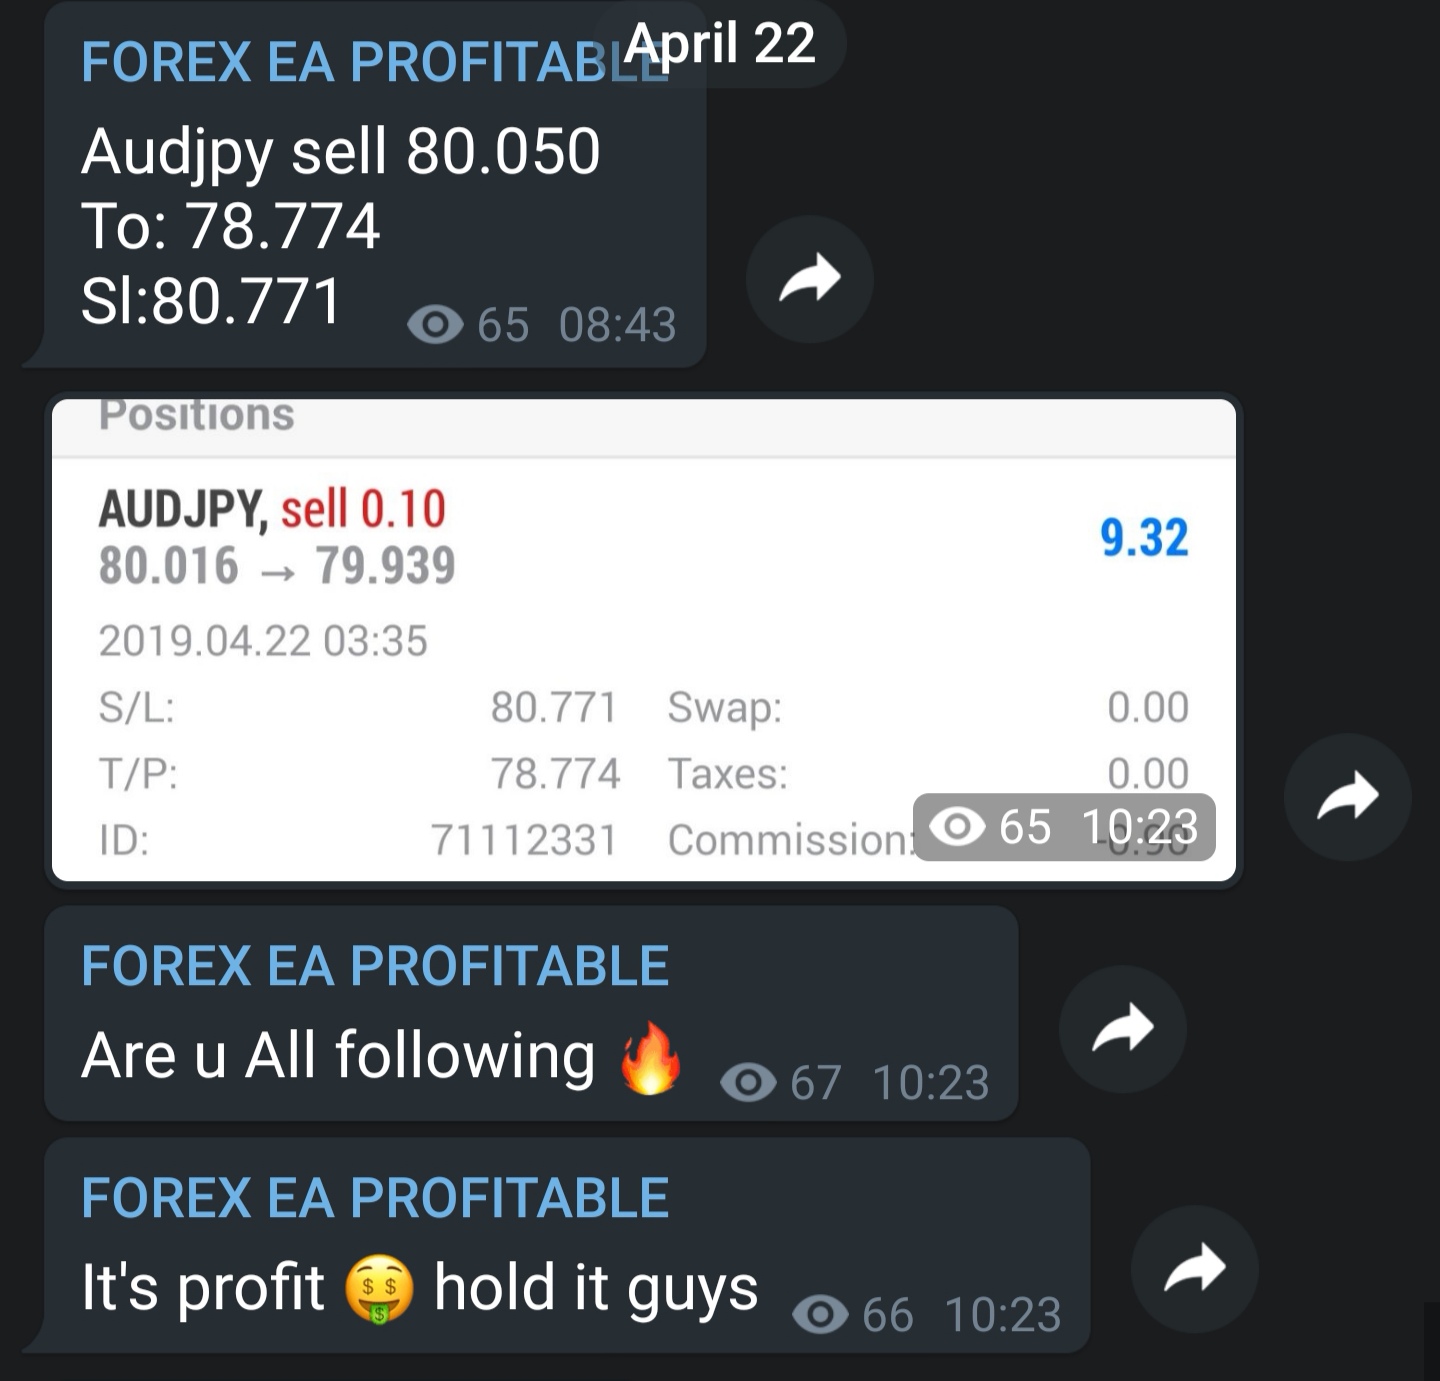 April 22
FOREX EA PROFITABLE
Audjpy sell 80.050
To: 78.774
Sl:80.771
65 08:43
Positions
AUDJPY, sell 0.10
9.32
80.016 → 79.939
2019.04.22 03:35
S/L: 80.771 Swap: 0.00
T/P: 78.774 Taxes: 0.00
ID: 71112331 Commission:
65 10:23
FOREX EA PROFITABLE
Are u All following 🔥
67 10:23
FOREX EA PROFITABLE
It's profit 🤑 hold it guys
66 10:23